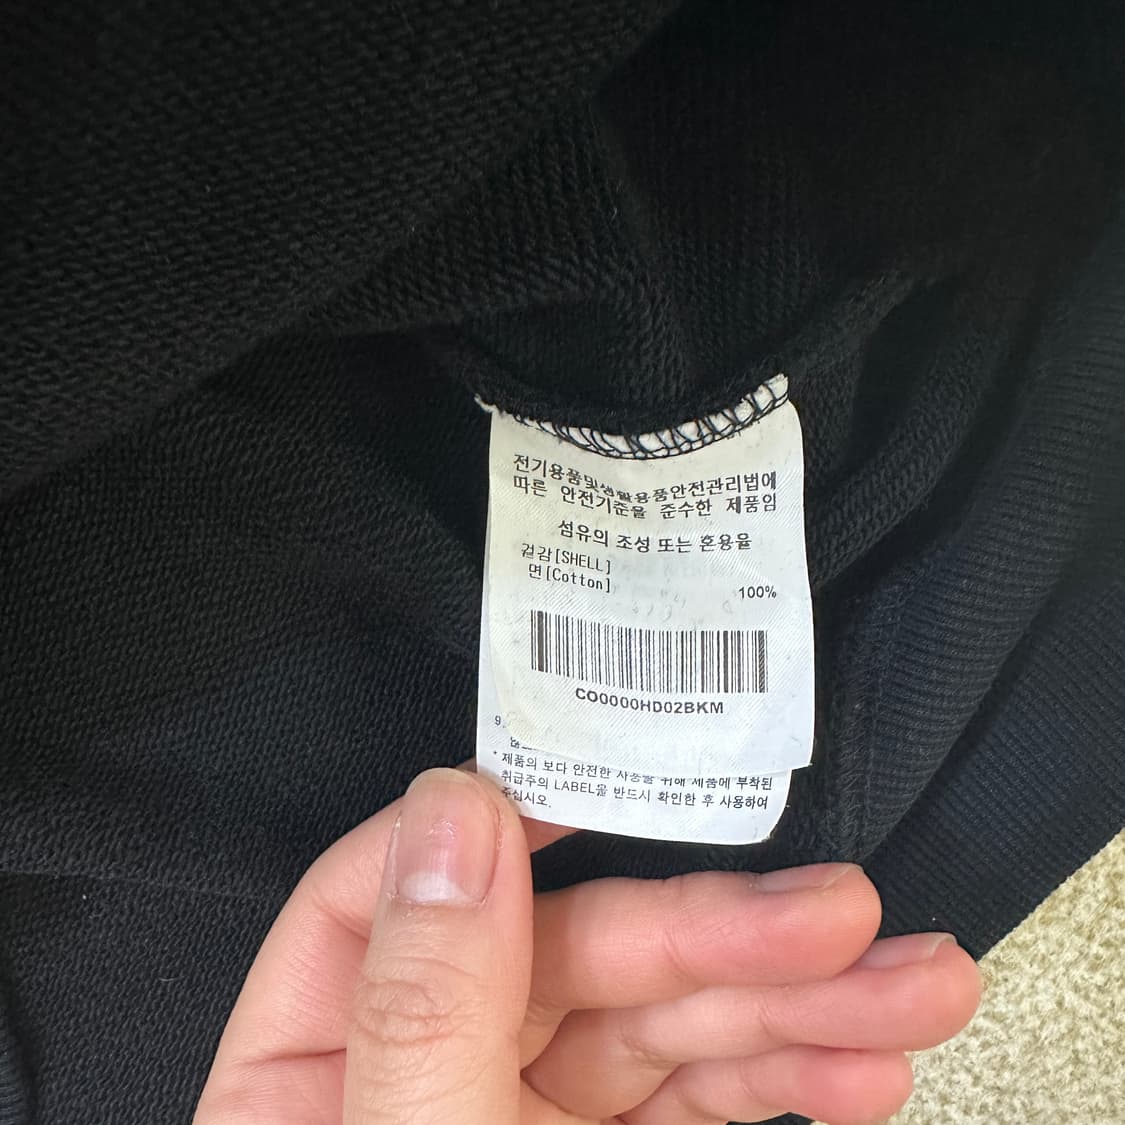 전기용품및생활용품안전관리법에
따른 안전기준을 준수한 제품임
섬유의 조성 또는 혼용율
겉감[SHELL]
면[Cotton] 100%
CO0000HD02BKM
9.
* 제품의 보다 안전한 사용을 위해 제품에 부착된
취급주의 LABEL을 반드시 확인한 후 사용하여
주십시오.